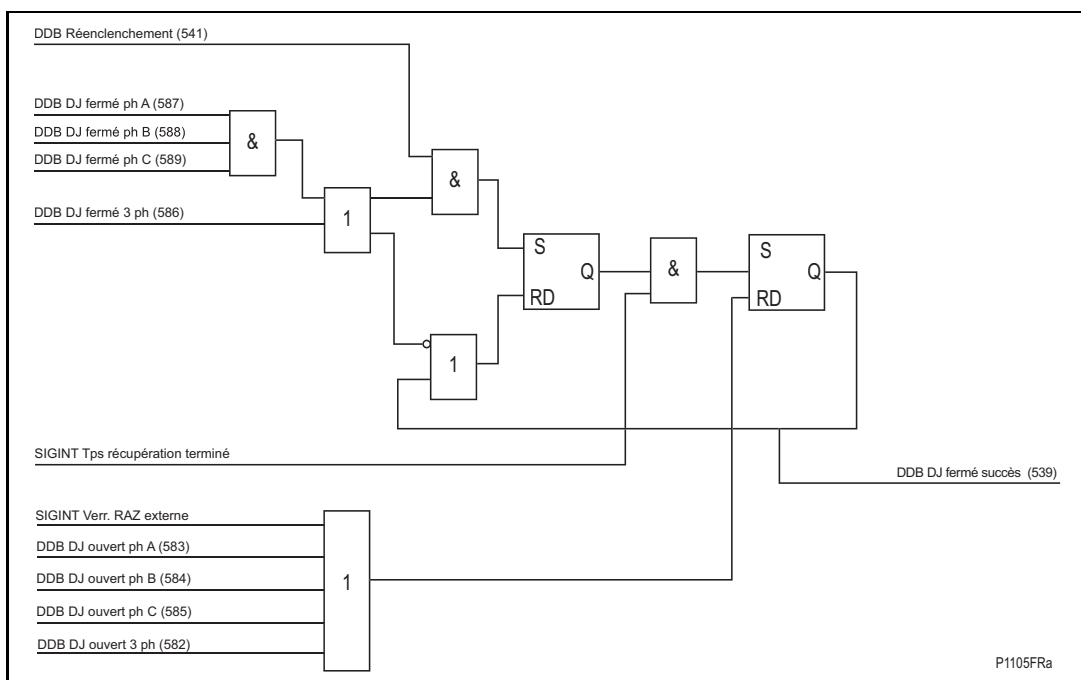 DDB Réenclenchement (541)
DDB DJ fermé ph A (587)
DDB DJ fermé ph B (588)
DDB DJ fermé ph C (589)
&
DDB DJ fermé 3 ph (586)
1
&
S
Q
RD
&
S
Q
RD
1
SIGINT Tps récupération terminé
DDB DJ fermé succès (539)
SIGINT Verr. RAZ externe
DDB DJ ouvert ph A (583)
DDB DJ ouvert ph B (584)
DDB DJ ouvert ph C (585)
DDB DJ ouvert 3 ph (582)
1
P1105FRa